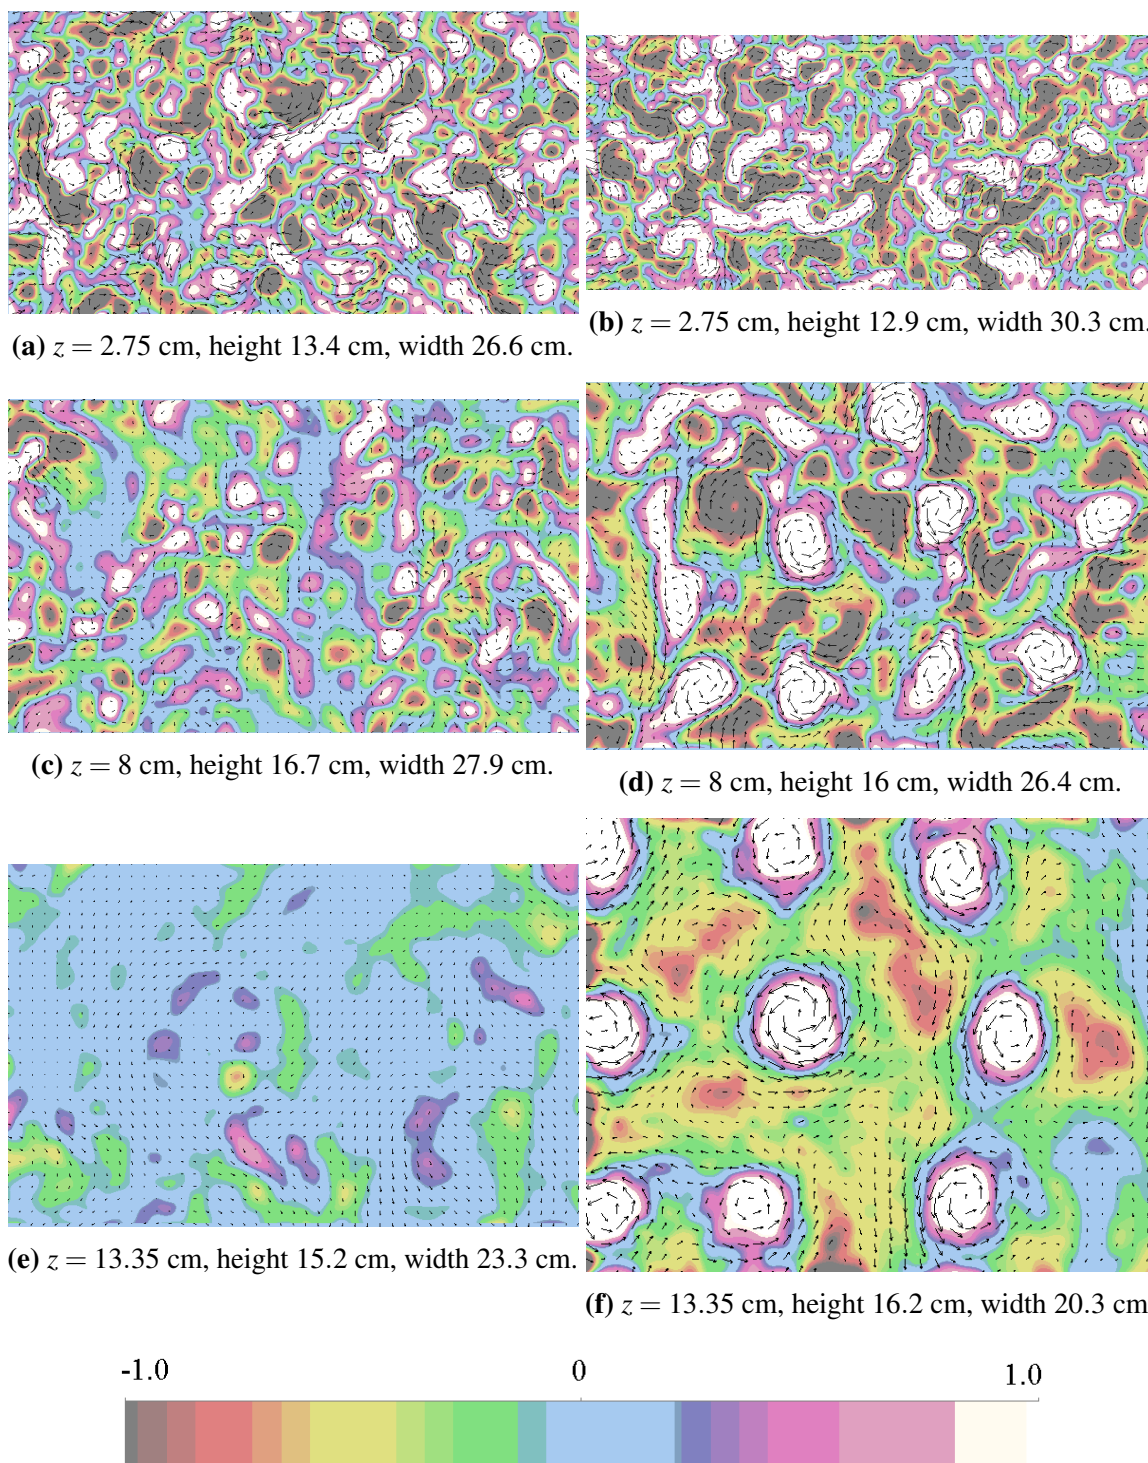 (a) z = 2.75 cm, height 13.4 cm, width 26.6 cm.
(b) z = 2.75 cm, height 12.9 cm, width 30.3 cm.
(c) z = 8 cm, height 16.7 cm, width 27.9 cm.
(d) z = 8 cm, height 16 cm, width 26.4 cm.
(e) z = 13.35 cm, height 15.2 cm, width 23.3 cm.
(f) z = 13.35 cm, height 16.2 cm, width 20.3 cm
-1.0 0 1.0